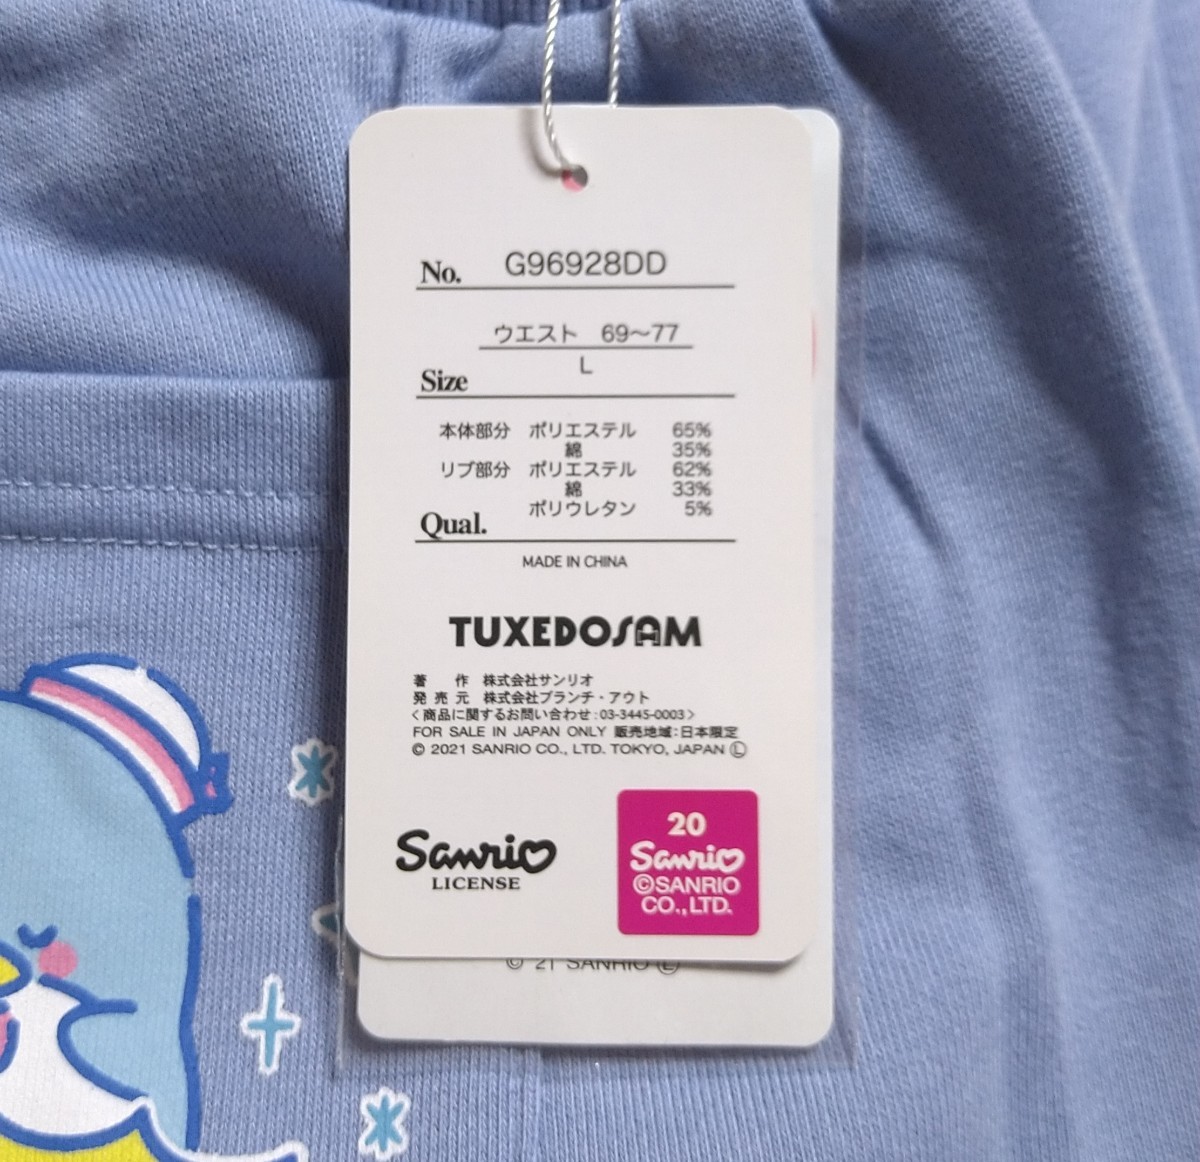 No. G96928DD
ウエスト 69～77
L
Size
本体部分 ポリエステル 65%
綿 35%
リブ部分 ポリエステル 62%
綿 33%
ポリウレタン 5%
Qual.
MADE IN CHINA
TUXEDOSAM
著 作 株式会社サンリオ
発売元 株式会社ブランチ・アウト
＜商品に関するお問い合わせ:03-3445-0003＞
FOR SALE IN JAPAN ONLY 販売地域:日本限定
© 2021 SANRIO CO., LTD. TOKYO, JAPAN Ⓛ
Sanrio
LICENSE
20
Sanrio
©SANRIO
CO.,LTD.
© '21 SANRIO Ⓛ